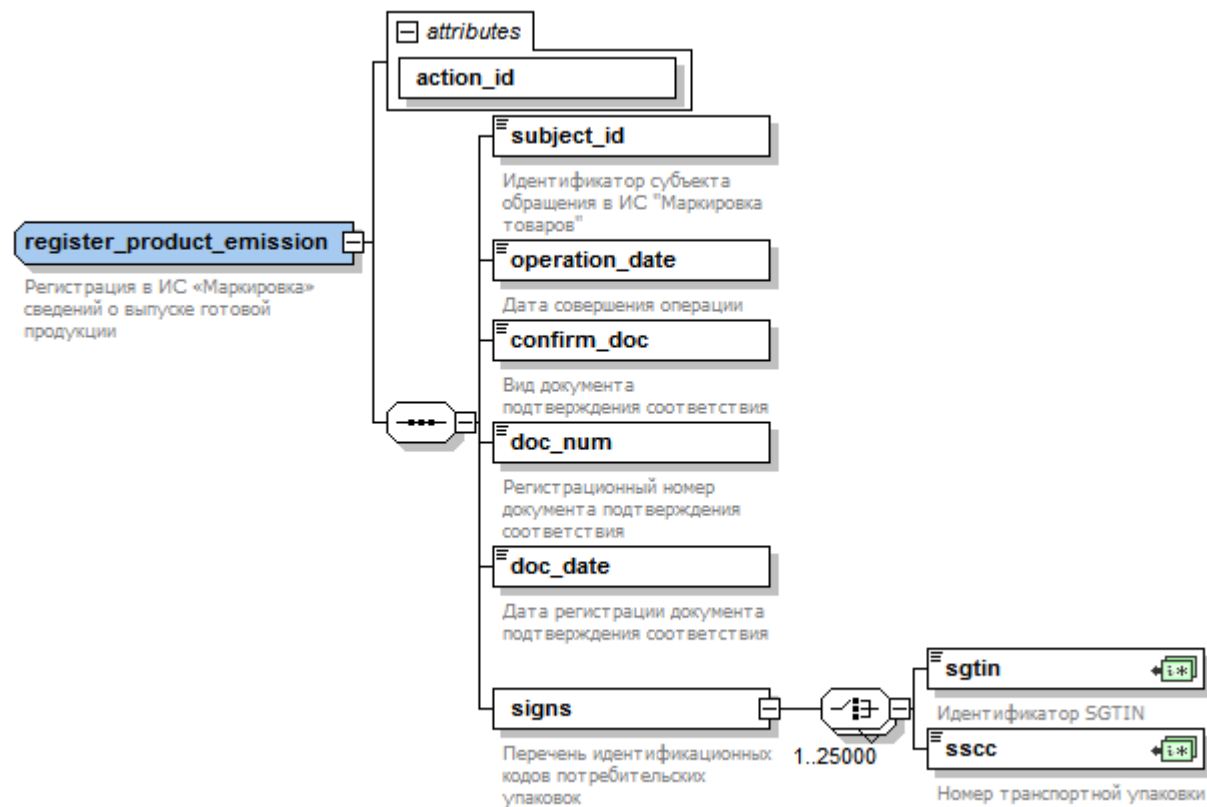 attributes
action_id
subject_id
Идентификатор субъекта
обращения в ИС "Маркировка
товаров"
register_product_emission
Регистрация в ИС «Маркировка»
сведений о выпуске готовой
продукции
operation_date
Дата совершения операции
confirm_doc
Вид документа
подтверждения соответствия
doc_num
Регистрационный номер
документа подтверждения
соответствия
doc_date
Дата регистрации документа
подтверждения соответствия
signs
Перечень идентификационных
кодов потребительских
упаковок
1..25000
sgtin
i*
Идентификатор SGTIN
sscc
i*
Номер транспортной упаковки